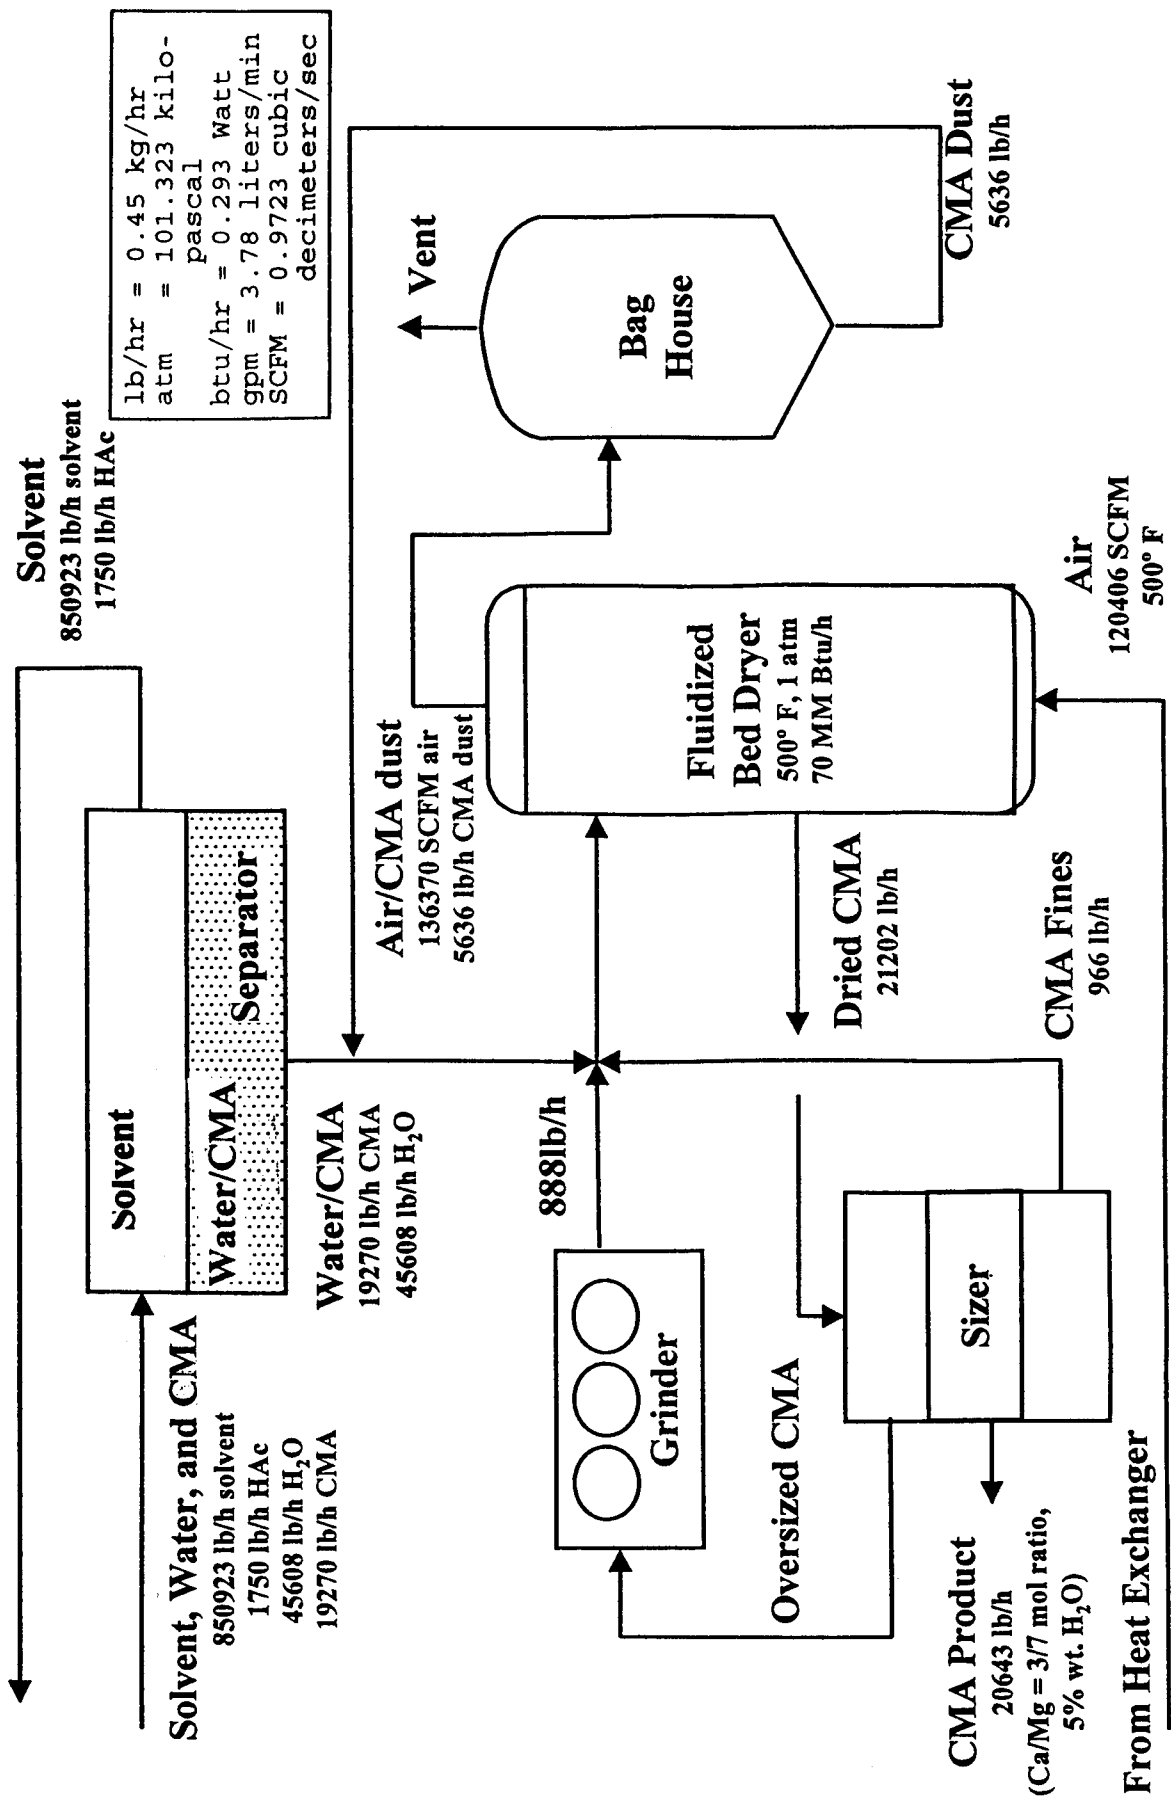 Solvent
850923 lb/h solvent
1750 lb/h HAc
lb/hr = 0.45 kg/hr
atm = 101.323 kilo-
pascal
btu/hr = 0.293 Watt
gpm = 3.78 liters/min
SCFM = 0.9723 cubic
decimeters/sec
Solvent
Water/CMA
Separator
Solvent, Water, and CMA
850923 lb/h solvent
1750 lb/h HAc
45608 lb/h H₂O
19270 lb/h CMA
Water/CMA
19270 lb/h CMA
45608 lb/h H₂O
Air/CMA dust
136370 SCFM air
5636 lb/h CMA dust
Vent
Bag
House
CMA Dust
5636 lb/h
888lb/h
Grinder
Fluidized
Bed Dryer
500° F, 1 atm
70 MM Btu/h
Oversized CMA
Dried CMA
21202 lb/h
Sizer
CMA Product
20643 lb/h
(Ca/Mg = 3/7 mol ratio,
5% wt. H₂O)
CMA Fines
966 lb/h
Air
120406 SCFM
500° F
From Heat Exchanger